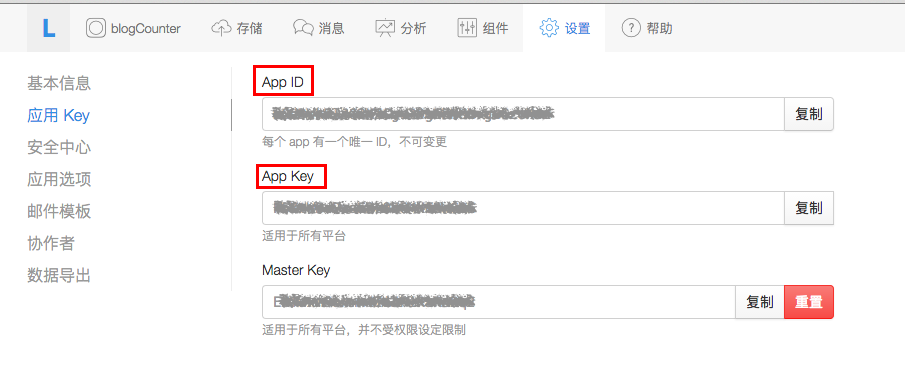 L blogCounter 存储 消息 分析 组件 设置 帮助
基本信息
应用 Key
安全中心
应用选项
邮件模板
协作者
数据导出
App ID
复制
每个 app 有一个唯一 ID，不可变更
App Key
复制
适用于所有平台
Master Key
复制 重置
适用于所有平台，并不受权限设定限制